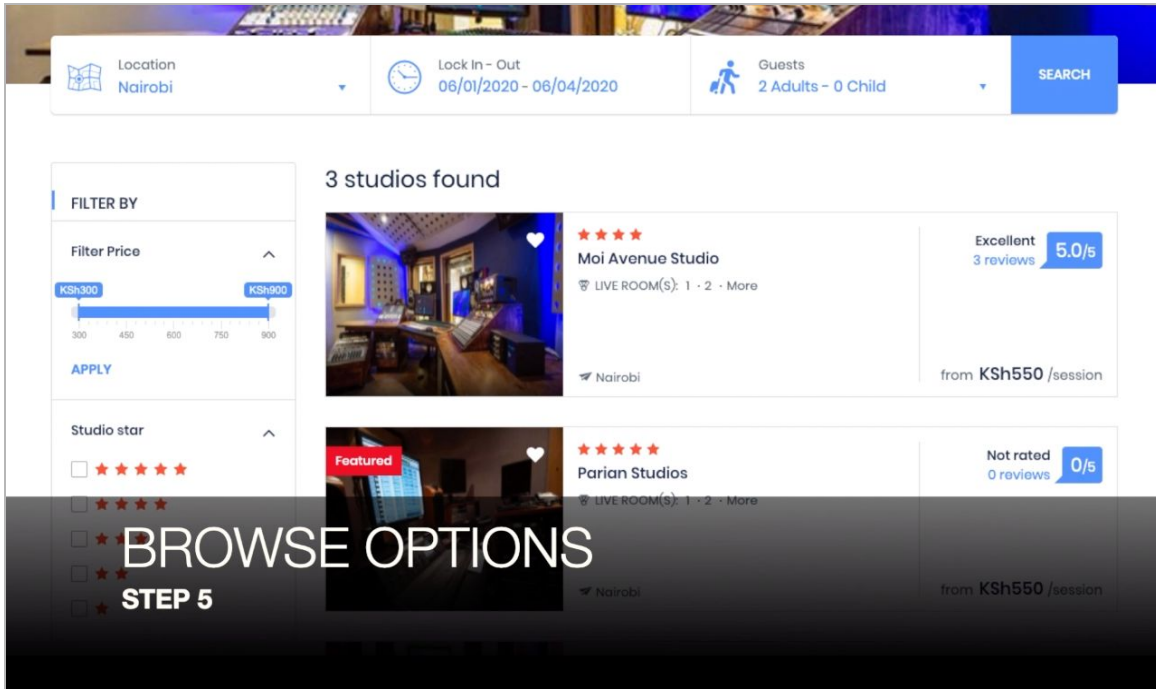 Location
Nairobi
Lock In - Out
06/01/2020 - 06/04/2020
Guests
2 Adults - 0 Child
SEARCH
FILTER BY
Filter Price
KSh300
KSh900
300 450 600 750 900
APPLY
Studio star
3 studios found
Moi Avenue Studio
LIVE ROOM(S): 1 · 2 · More
Nairobi
Excellent
3 reviews
5.0/5
from KSh550 /session
Featured
Parian Studios
LIVE ROOM(S): 1 · 2 · More
Nairobi
Not rated
0 reviews
0/5
from KSh550 /session
BROWSE OPTIONS
STEP 5